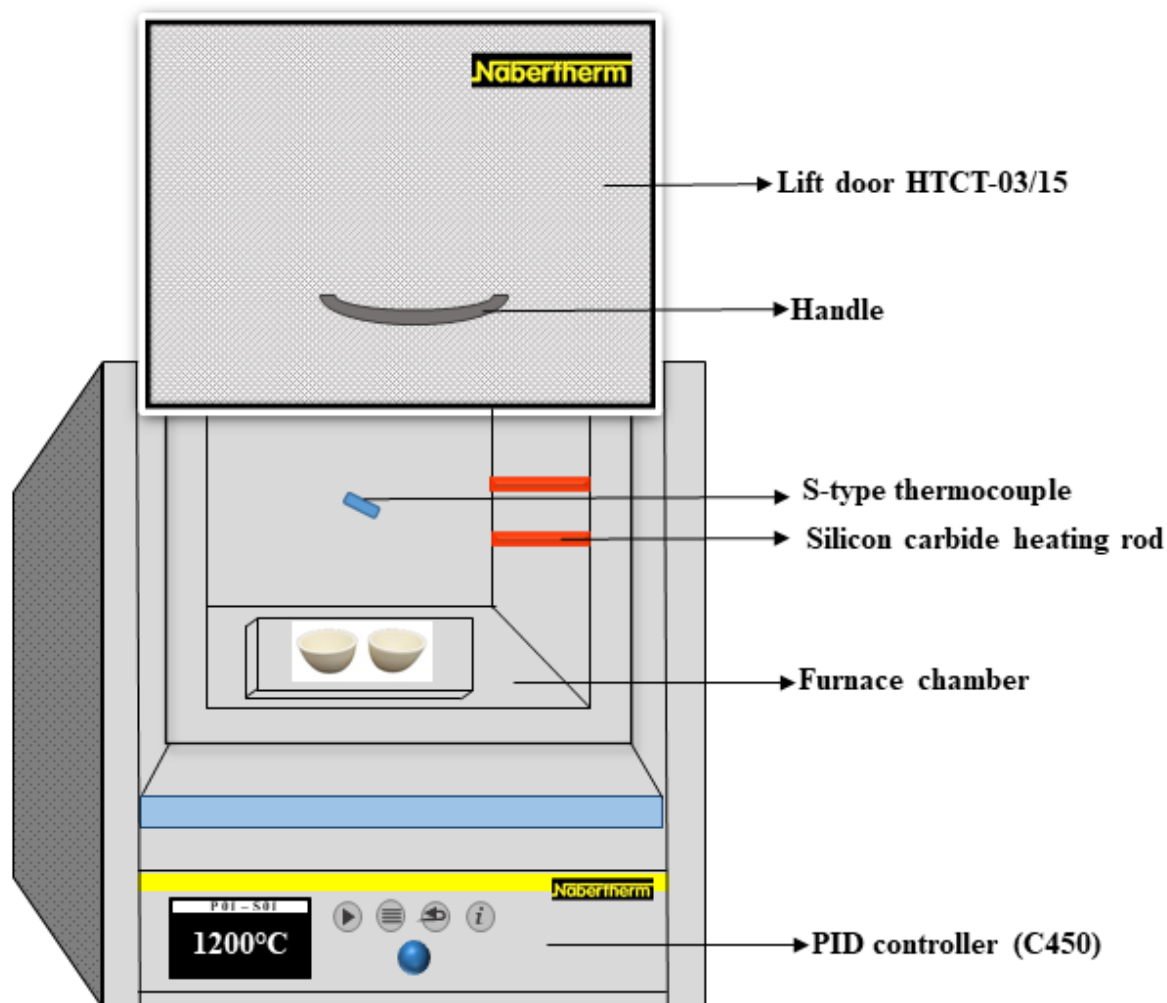 Nabertherm
Lift door HTCT-03/15
Handle
S-type thermocouple
Silicon carbide heating rod
Furnace chamber
Nabertherm
P01 – S01
1200°C
i
PID controller (C450)